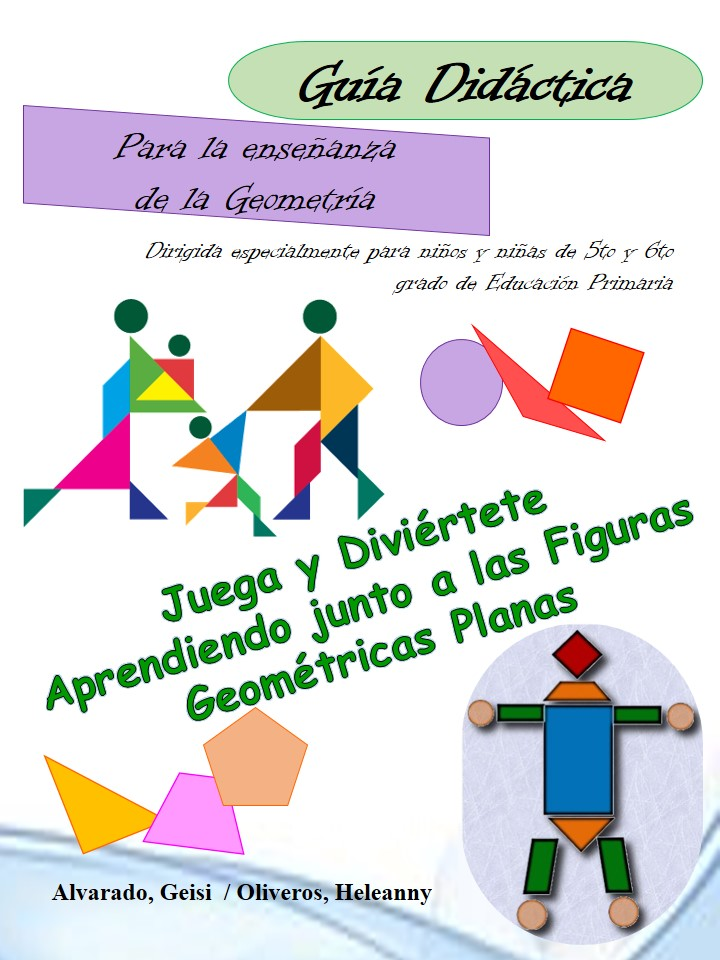 Guía Didáctica
Para la enseñanza
de la Geometría
Dirigida especialmente para niños y niñas de 5to y 6to
grado de Educación Primaria
Juega y Diviértete
Aprendiendo junto a las Figuras
Geométricas Planas
Alvarado, Geisi / Oliveros, Heleanny